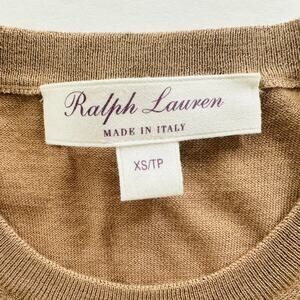 Ralph Lauren
MADE IN ITALY
XS/TP